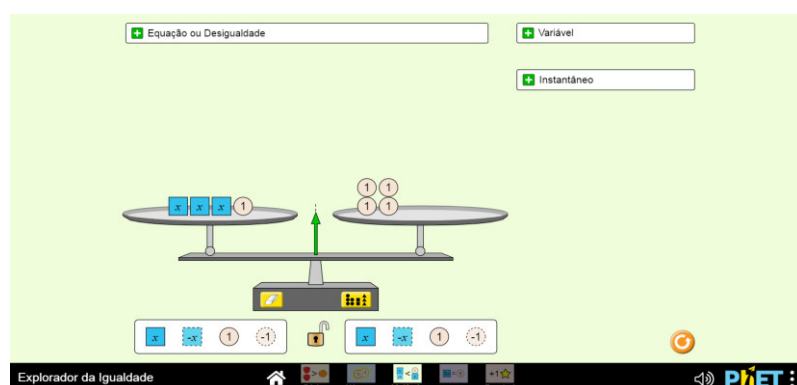 Equação ou Desigualdade
Variável
Instantâneo
1 1
x x x 1 1 1
x -x 1 -1 x -x 1 -1
Explorador da Igualdade
+1
PhET